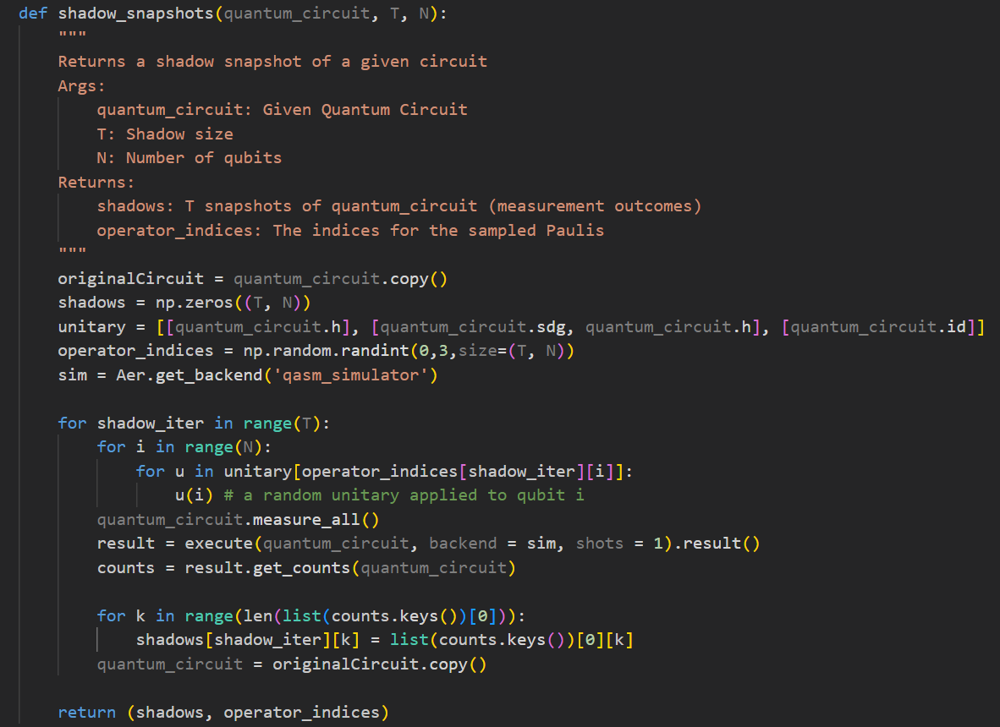 def shadow_snapshots(quantum_circuit, T, N):
    """
    Returns a shadow snapshot of a given circuit
    Args:
        quantum_circuit: Given Quantum Circuit
        T: Shadow size
        N: Number of qubits
    Returns:
        shadows: T snapshots of quantum_circuit (measurement outcomes)
        operator_indices: The indices for the sampled Paulis
    """
    originalCircuit = quantum_circuit.copy()
    shadows = np.zeros((T, N))
    unitary = [[quantum_circuit.h], [quantum_circuit.sdg, quantum_circuit.h], [quantum_circuit.id]]
    operator_indices = np.random.randint(0,3,size=(T, N))
    sim = Aer.get_backend('qasm_simulator')

    for shadow_iter in range(T):
        for i in range(N):
            for u in unitary[operator_indices[shadow_iter][i]]:
                u(i) # a random unitary applied to qubit i
        quantum_circuit.measure_all()
        result = execute(quantum_circuit, backend = sim, shots = 1).result()
        counts = result.get_counts(quantum_circuit)

        for k in range(len(list(counts.keys())[0])):
            shadows[shadow_iter][k] = list(counts.keys())[0][k]
        quantum_circuit = originalCircuit.copy()

    return (shadows, operator_indices)